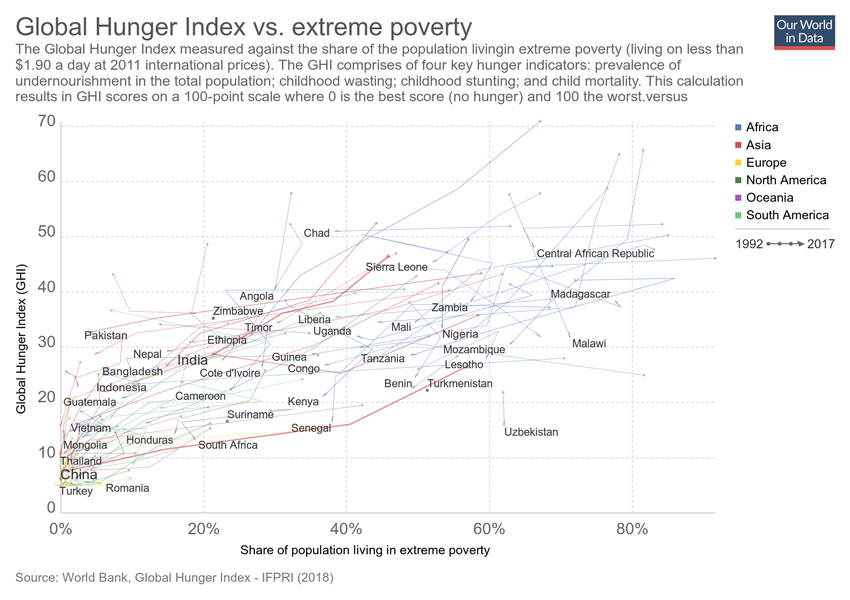 Global Hunger Index vs. extreme poverty
Our World
in Data
The Global Hunger Index measured against the share of the population livingin extreme poverty (living on less than
$1.90 a day at 2011 international prices). The GHI comprises of four key hunger indicators: prevalence of
undernourishment in the total population; childhood wasting; childhood stunting; and child mortality. This calculation
results in GHI scores on a 100-point scale where 0 is the best score (no hunger) and 100 the worst.versus
70
60
50
40
30
20
10
0
Global Hunger Index (GHI)
Africa
Asia
Europe
North America
Oceania
South America
1992
2017
Chad
Central African Republic
Sierra Leone
Angola
Madagascar
Zimbabwe
Zambia
Liberia
Timor
Uganda
Mali
Pakistan
Ethiopia
Nigeria
Malawi
Nepal
India
Guinea
Tanzania
Mozambique
Bangladesh
Cote d'Ivoire
Congo
Lesotho
Indonesia
Benin
Turkmenistan
Guatemala
Cameroon
Kenya
Suriname
Vietnam
Senegal
Uzbekistan
Mongolia
Honduras
South Africa
Thailand
China
Turkey
Romania
0%
20%
40%
60%
80%
Share of population living in extreme poverty
Source: World Bank, Global Hunger Index - IFPRI (2018)